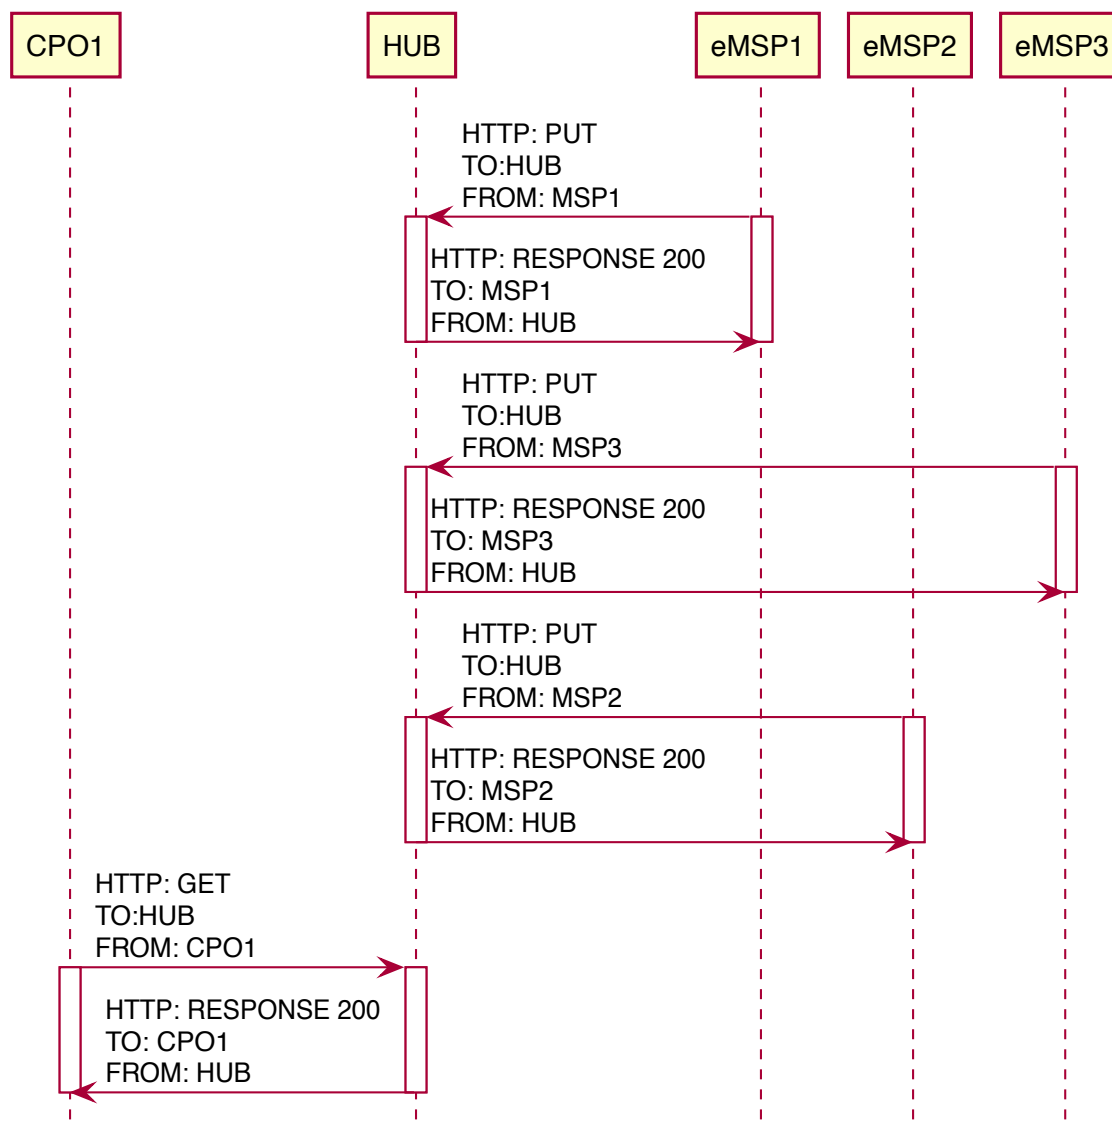 CPO1
HUB
eMSP1
eMSP2
eMSP3
HTTP: PUT
TO:HUB
FROM: MSP1
HTTP: RESPONSE 200
TO: MSP1
FROM: HUB
HTTP: PUT
TO:HUB
FROM: MSP3
HTTP: RESPONSE 200
TO: MSP3
FROM: HUB
HTTP: PUT
TO:HUB
FROM: MSP2
HTTP: RESPONSE 200
TO: MSP2
FROM: HUB
HTTP: GET
TO:HUB
FROM: CPO1
HTTP: RESPONSE 200
TO: CPO1
FROM: HUB